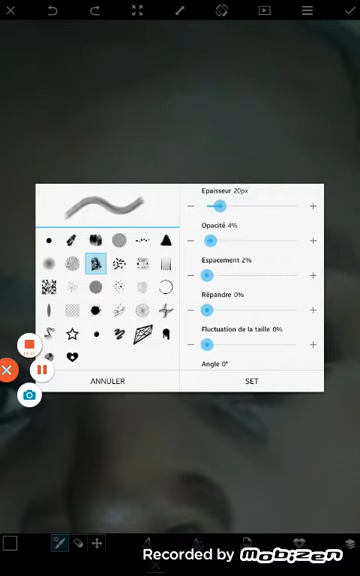 Epaisseur 20px
Opacité 4%
Espacement 2%
Répandre 0%
Fluctuation de la taille 0%
Angle 0°
ANNULER
SET
Recorded by mobizen